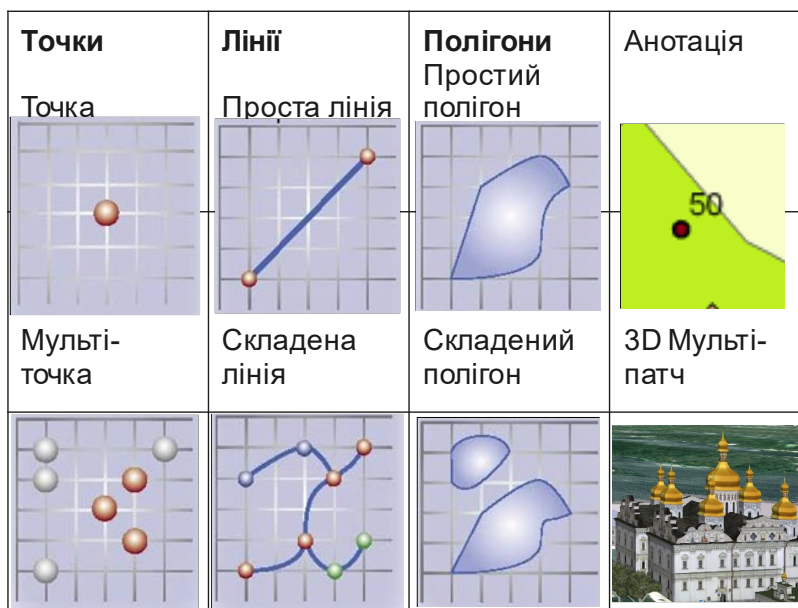 Точки
Точка
Лінії
Проста лінія
Полігони
Простий
полігон
Анотація
50
Мульті-
точка
Складена
лінія
Складений
полігон
3D Мульті-
патч